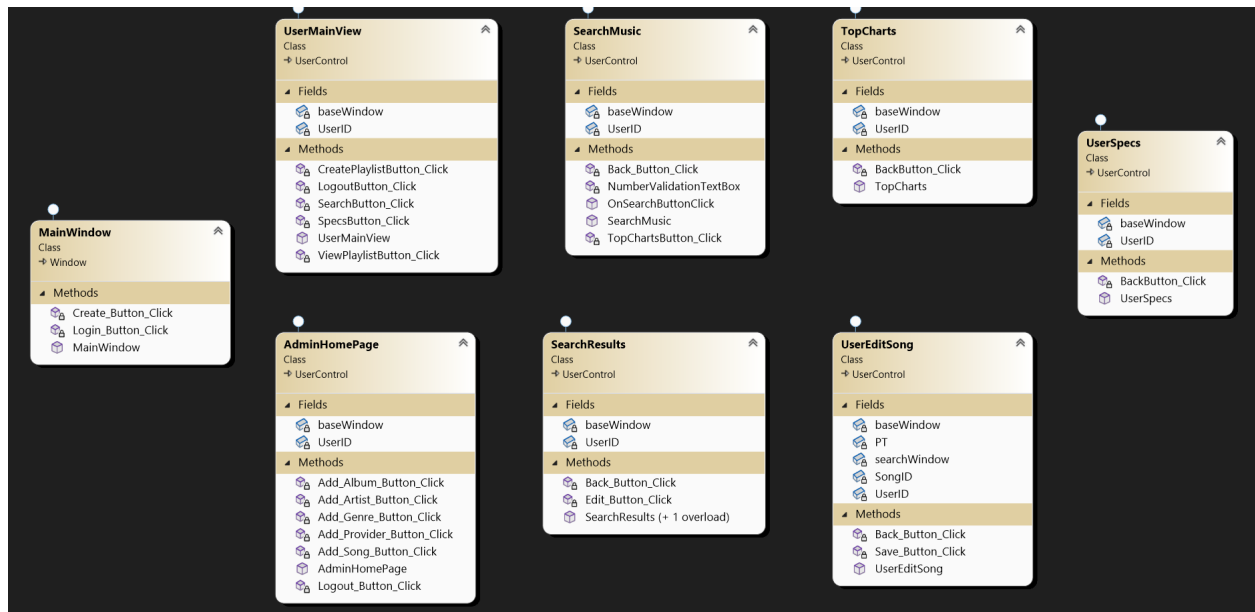 UserMainView
Class
UserControl
Fields
baseWindow
UserID
Methods
CreatePlaylistButton_Click
LogoutButton_Click
SearchButton_Click
SpecsButton_Click
UserMainView
ViewPlaylistButton_Click
SearchMusic
Class
UserControl
Fields
baseWindow
UserID
Methods
Back_Button_Click
NumberValidationTextBox
OnSearchButtonClick
SearchMusic
TopChartsButton_Click
TopCharts
Class
UserControl
Fields
baseWindow
UserID
Methods
BackButton_Click
TopCharts
UserSpecs
Class
UserControl
Fields
baseWindow
UserID
Methods
BackButton_Click
UserSpecs
MainWindow
Class
Window
Methods
Create_Button_Click
Login_Button_Click
MainWindow
AdminHomePage
Class
UserControl
Fields
baseWindow
UserID
Methods
Add_Album_Button_Click
Add_Artist_Button_Click
Add_Genre_Button_Click
Add_Provider_Button_Click
Add_Song_Button_Click
AdminHomePage
Logout_Button_Click
SearchResults
Class
UserControl
Fields
baseWindow
UserID
Methods
Back_Button_Click
Edit_Button_Click
SearchResults (+ 1 overload)
UserEditSong
Class
UserControl
Fields
baseWindow
PT
searchWindow
SongID
UserID
Methods
Back_Button_Click
Save_Button_Click
UserEditSong